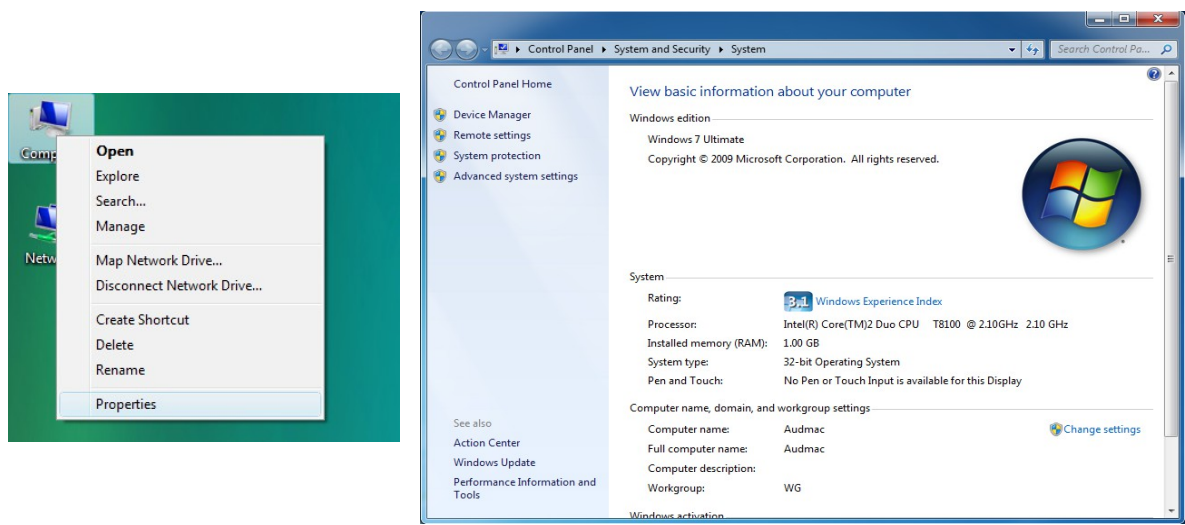 Comp
Netw
Open
Explore
Search...
Manage
Map Network Drive...
Disconnect Network Drive...
Create Shortcut
Delete
Rename
Properties
Control Panel System and Security System
Search Control Pa...
Control Panel Home
Device Manager
Remote settings
System protection
Advanced system settings
See also
Action Center
Windows Update
Performance Information and
Tools
View basic information about your computer
Windows edition
Windows 7 Ultimate
Copyright © 2009 Microsoft Corporation. All rights reserved.
System
Rating: 3,1 Windows Experience Index
Processor: Intel(R) Core(TM)2 Duo CPU T8100 @ 2.10GHz 2.10 GHz
Installed memory (RAM): 1.00 GB
System type: 32-bit Operating System
Pen and Touch: No Pen or Touch Input is available for this Display
Computer name, domain, and workgroup settings
Computer name: Audmac Change settings
Full computer name: Audmac
Computer description:
Workgroup: WG
Windows activation